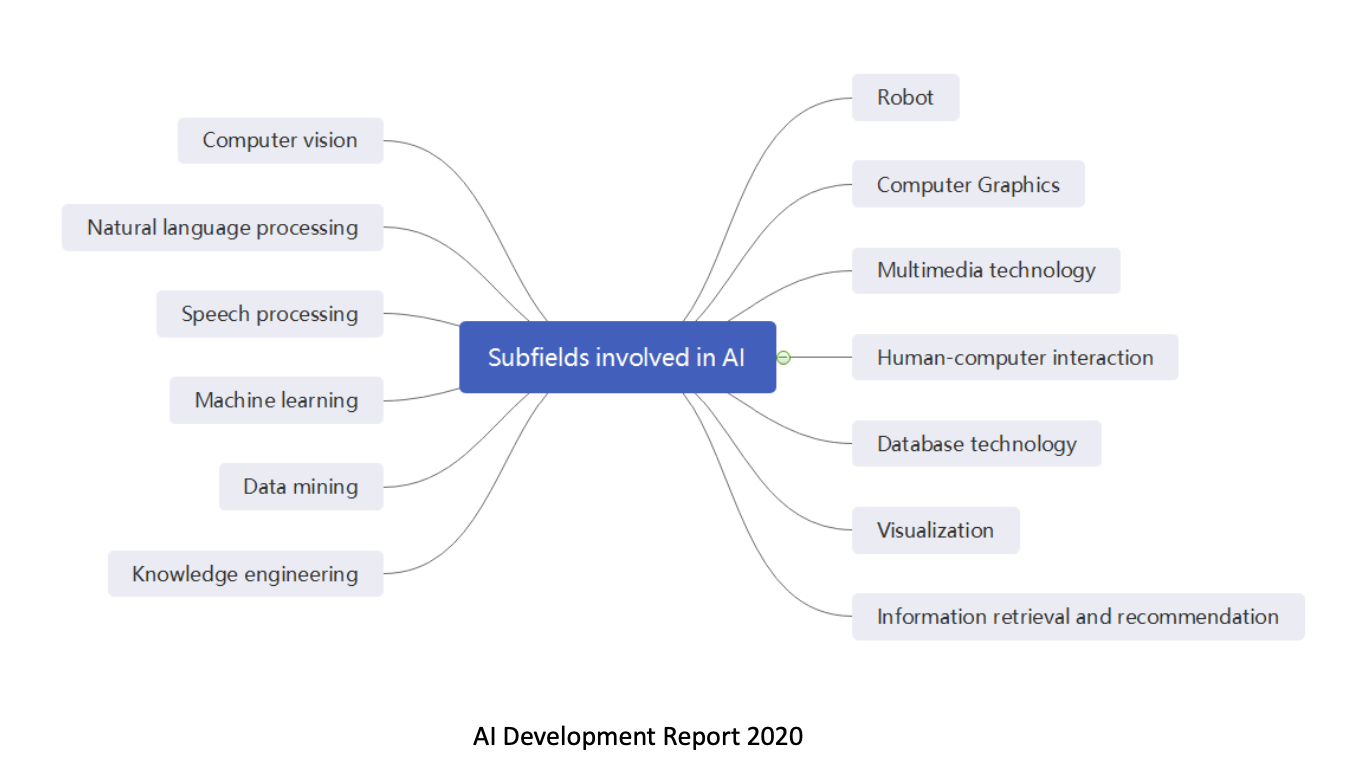 Subfields involved in AI
Computer vision
Natural language processing
Speech processing
Machine learning
Data mining
Knowledge engineering
Robot
Computer Graphics
Multimedia technology
Human-computer interaction
Database technology
Visualization
Information retrieval and recommendation
AI Development Report 2020